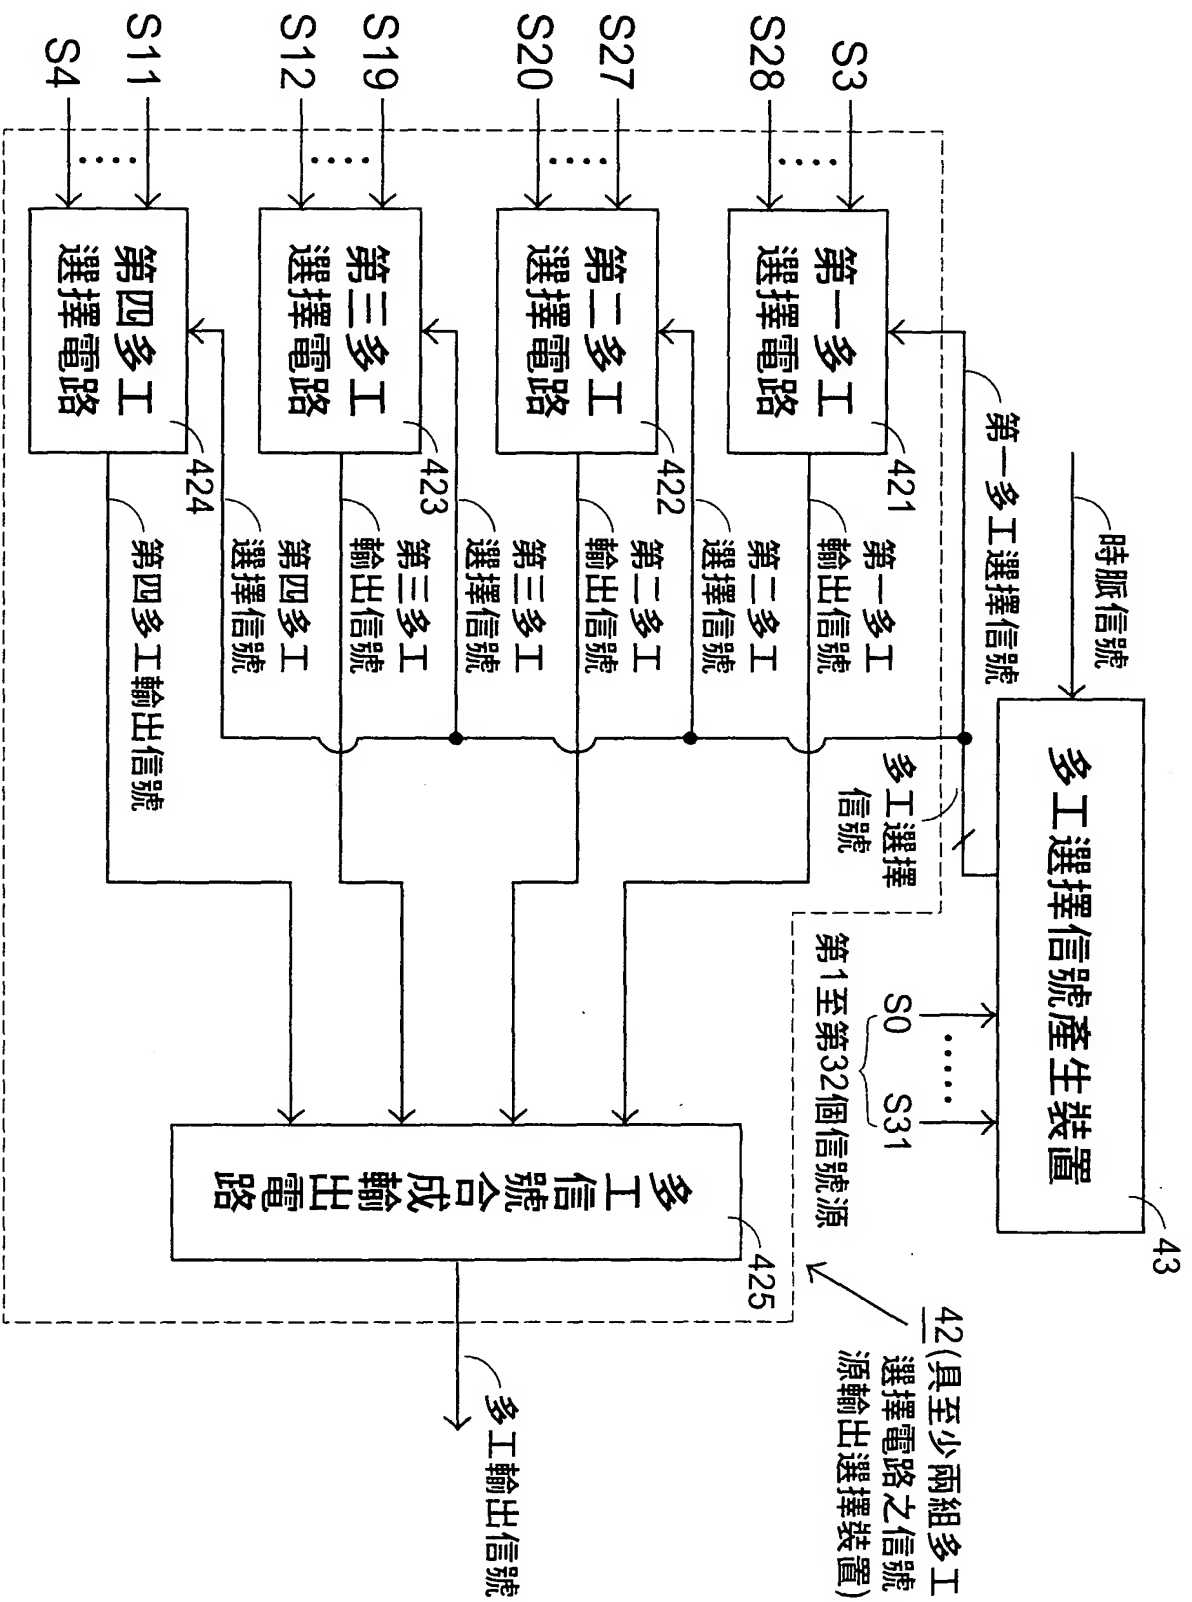 時脈信號
多工選擇信號產生裝置
43
S0
S31
第1至第32個信號源
42(具至少兩組多工
選擇電路之信號
源輸出選擇裝置)
第一多工選擇信號
多工選擇
信號
S3
S28
第一多工
選擇電路
421
第一多工
輸出信號
第二多工
選擇信號
S27
S20
第二多工
選擇電路
422
第二多工
輸出信號
第三多工
選擇信號
S19
S12
第三多工
選擇電路
423
第三多工
輸出信號
第四多工
選擇信號
S11
S4
第四多工
選擇電路
424
第四多工輸出信號
多工信號合成輸出電路
425
多工輸出信號